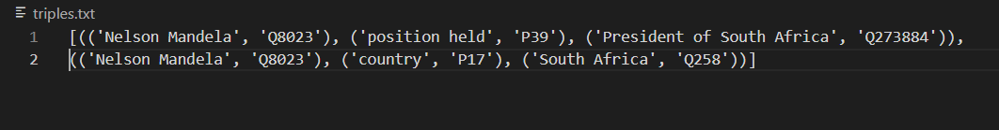 triples.txt
1 [(('Nelson Mandela', 'Q8023'), ('position held', 'P39'), ('President of South Africa', 'Q273884')),
2 (('Nelson Mandela', 'Q8023'), ('country', 'P17'), ('South Africa', 'Q258'))]